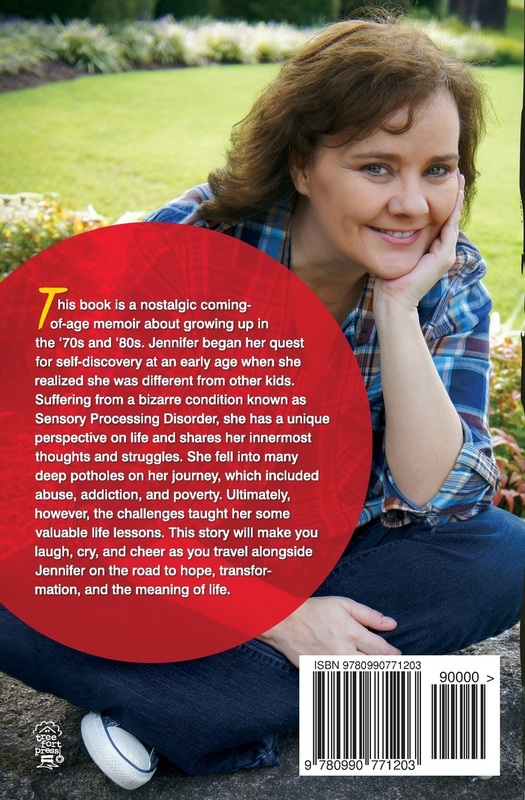 This book is a nostalgic coming-
of-age memoir about growing up in
the '70s and ‘80s. Jennifer began her quest
for self-discovery at an early age when she
realized she was different from other kids.
Suffering from a bizarre condition known as
Sensory Processing Disorder, she has a unique
perspective on life and shares her innermost
thoughts and struggles. She fell into many
deep potholes on her journey, which included
abuse, addiction, and poverty. Ultimately,
however, the challenges taught her some
valuable life lessons. This story will make you
laugh, cry, and cheer as you travel alongside
Jennifer on the road to hope, transfor-
mation, and the meaning of life.
ISBN 9780990771203
90000 >
9 780990 771203
tree
fort
press